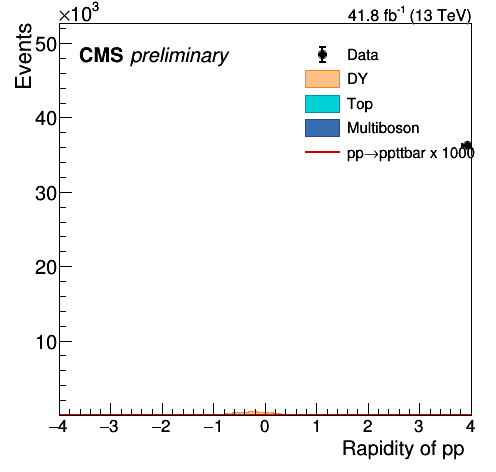 ×10³
41.8 fb⁻¹ (13 TeV)
Events
CMS preliminary
Data
DY
Top
Multiboson
pp→ppttbar x 1000
50
40
30
20
10
−4 −3 −2 −1 0 1 2 3 4
Rapidity of pp